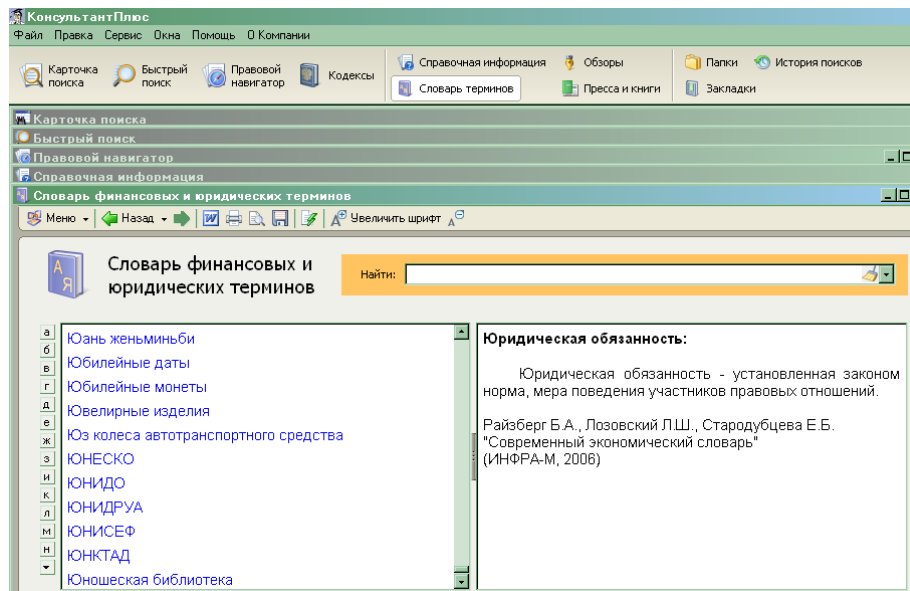 КонсультантПлюс
Файл Правка Сервис Окна Помощь О Компании
Карточка поиска Быстрый поиск Правовой навигатор Кодексы Справочная информация Обзоры Папки История поисков
Словарь терминов Пресса и книги Закладки
Карточка поиска
Быстрый поиск
Правовой навигатор
Справочная информация
Словарь финансовых и юридических терминов
Меню Назад Увеличить шрифт
Словарь финансовых и
юридических терминов
Найти:
а
б
в
г
д
е
ж
з
и
к
л
м
н
Юань женьминьби
Юбилейные даты
Юбилейные монеты
Ювелирные изделия
Юз колеса автотранспортного средства
ЮНЕСКО
ЮНИДО
ЮНИДРУА
ЮНИСЕФ
ЮНКТАД
Юношеская библиотека
Юридическая обязанность:
Юридическая обязанность - установленная законом
норма, мера поведения участников правовых отношений.
Райзберг Б.А., Лозовский Л.Ш., Стародубцева Е.Б.
"Современный экономический словарь"
(ИНФРА-М, 2006)